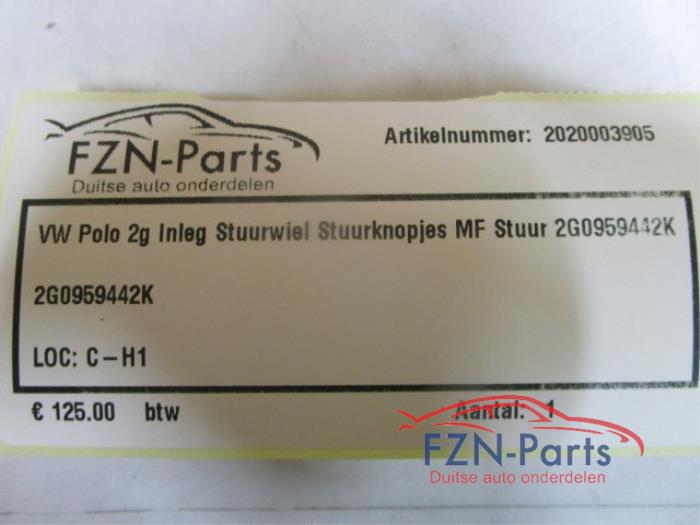 FZN-Parts
Duitse auto onderdelen
Artikelnummer: 2020003905
VW Polo 2g Inleg Stuurwiel Stuurknopjes MF Stuur 2G0959442K
2G0959442K
LOC: C-H1
€ 125.00 btw
Aantal: 1
FZN-Parts
Duitse auto onderdelen